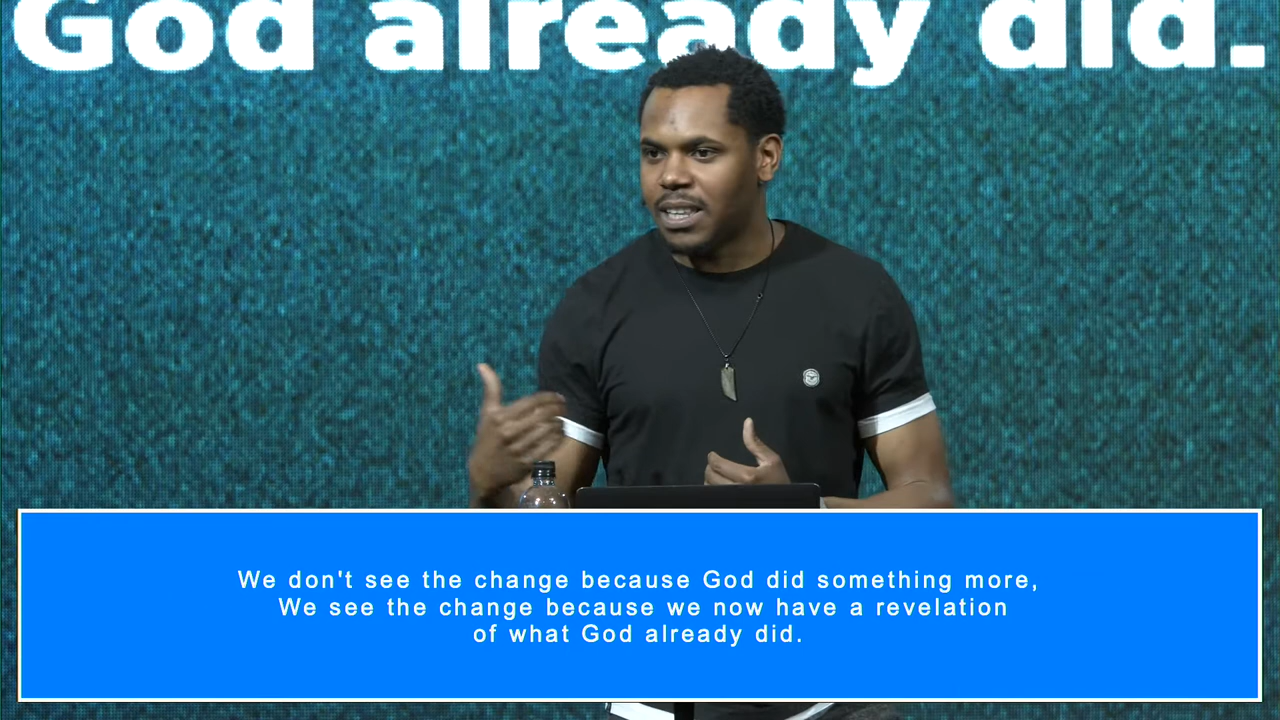 God already did.
We don't see the change because God did something more,
We see the change because we now have a revelation
of what God already did.